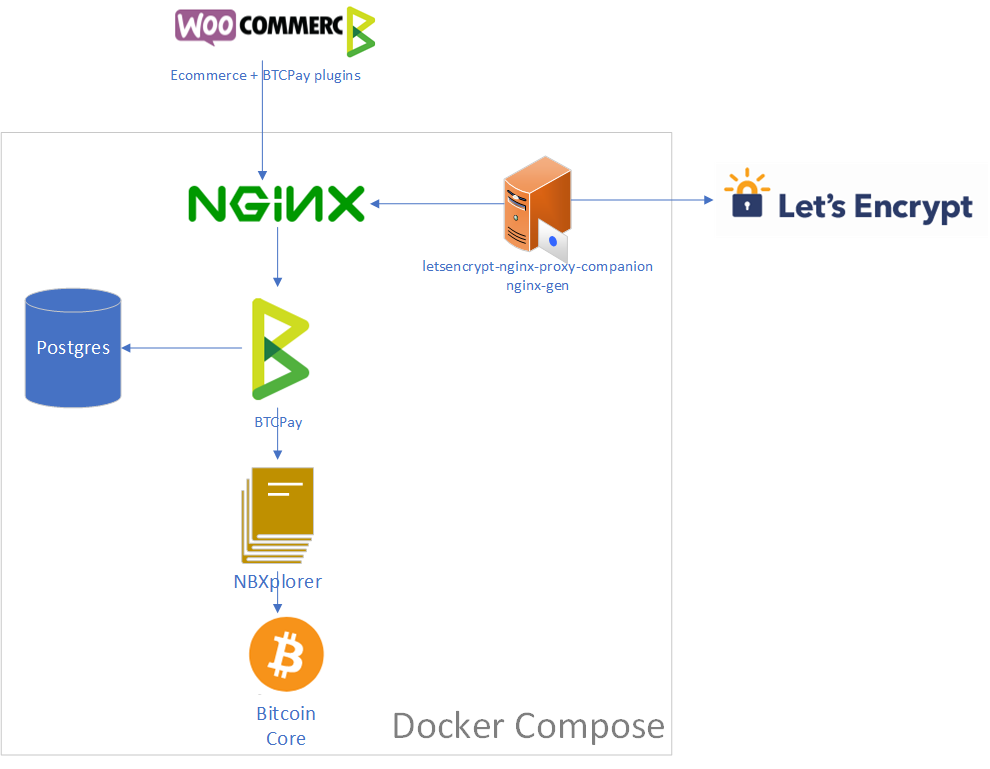 WOO COMMERC
Ecommerce + BTCPay plugins
NGiNX
letsencrypt-nginx-proxy-companion
nginx-gen
Let's Encrypt
Postgres
BTCPay
NBXplorer
Bitcoin
Core
Docker Compose